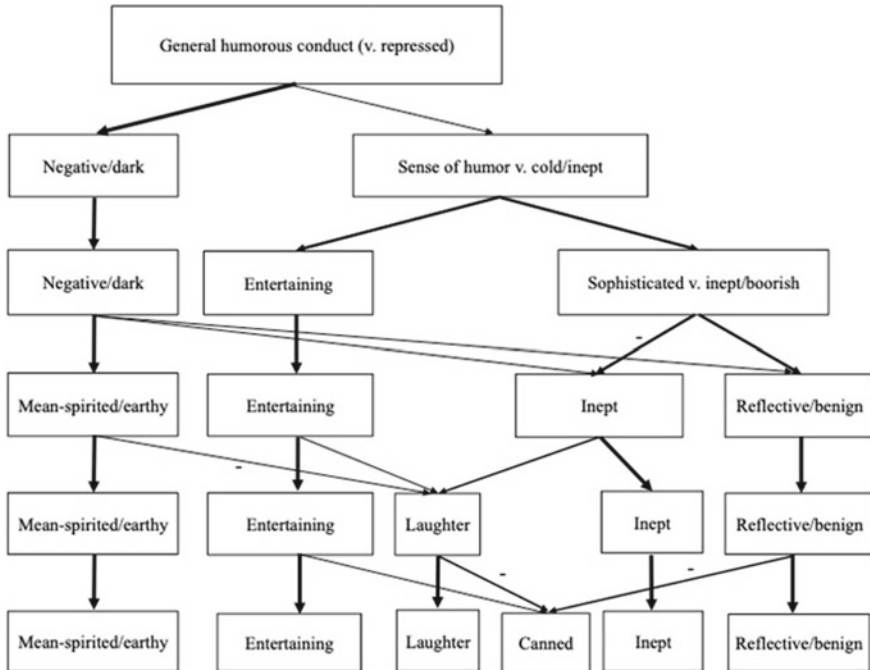 General humorous conduct (v. repressed)
Negative/dark
Sense of humor v. cold/inept
Negative/dark
Entertaining
Sophisticated v. inept/boorish
-
Mean-spirited/earthy
Entertaining
Inept
Reflective/benign
-
Mean-spirited/earthy
Entertaining
Laughter
Inept
Reflective/benign
-
-
Mean-spirited/earthy
Entertaining
Laughter
Canned
Inept
Reflective/benign